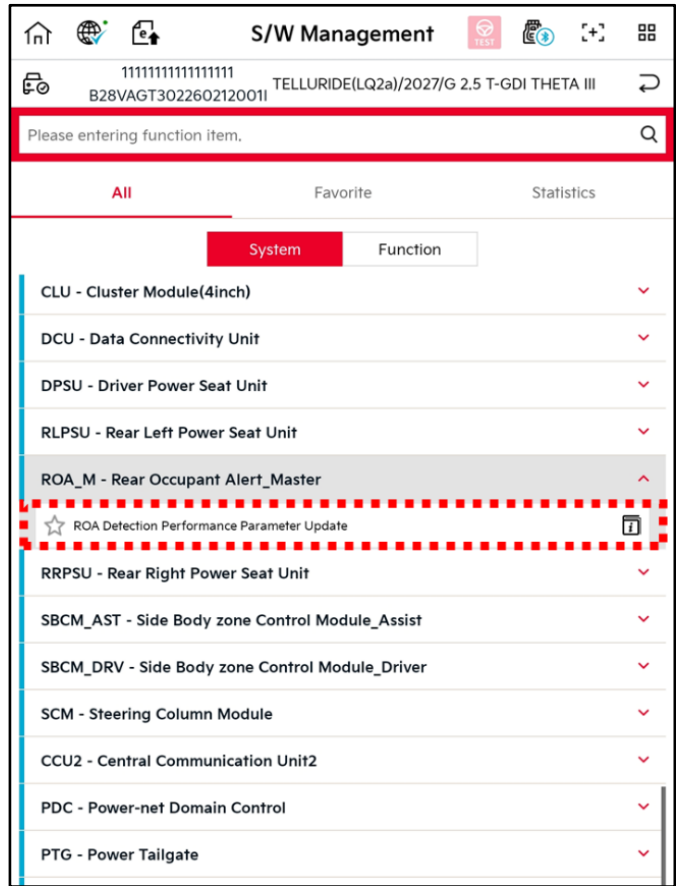 S/W Management
TEST
11111111111111111
B28VAGT302260212001I
TELLURIDE(LQ2a)/2027/G 2.5 T-GDI THETA III
Please entering function item.
All
Favorite
Statistics
System
Function
CLU - Cluster Module(4inch)
DCU - Data Connectivity Unit
DPSU - Driver Power Seat Unit
RLPSU - Rear Left Power Seat Unit
ROA_M - Rear Occupant Alert_Master
ROA Detection Performance Parameter Update
RRPSU - Rear Right Power Seat Unit
SBCM_AST - Side Body zone Control Module_Assist
SBCM_DRV - Side Body zone Control Module_Driver
SCM - Steering Column Module
CCU2 - Central Communication Unit2
PDC - Power-net Domain Control
PTG - Power Tailgate